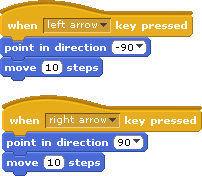 when left arrow key pressed
point in direction -90
move 10 steps
when right arrow key pressed
point in direction 90
move 10 steps